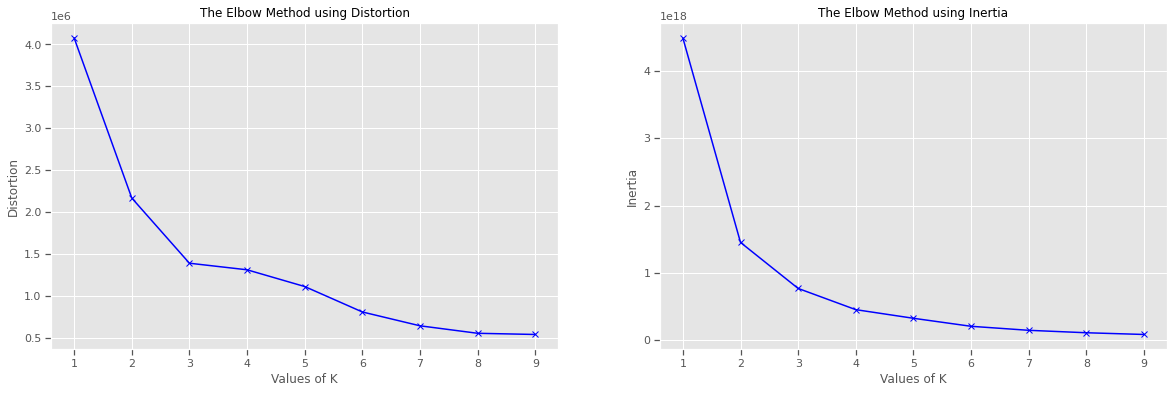 The Elbow Method using Distortion
1e6
4.0
3.5
3.0
2.5
2.0
1.5
1.0
0.5
Distortion
1 2 3 4 5 6 7 8 9
Values of K
The Elbow Method using Inertia
1e18
4
3
2
1
0
Inertia
1 2 3 4 5 6 7 8 9
Values of K